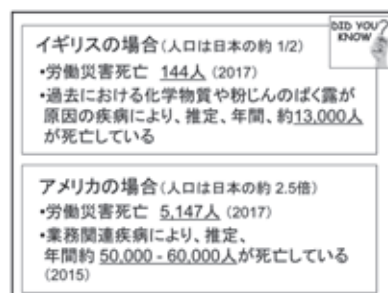 DID YOU
KNOW?
イギリスの場合(人口は日本の約 1/2)
•労働災害死亡 144人 (2017)
•過去における化学物質や粉じんのばく露が
原因の疾病により、推定、年間、約13,000人
が死亡している
アメリカの場合(人口は日本の約 2.5倍)
•労働災害死亡 5,147人 (2017)
•業務関連疾病により、推定、
年間約 50,000 - 60,000人が死亡している
(2015)